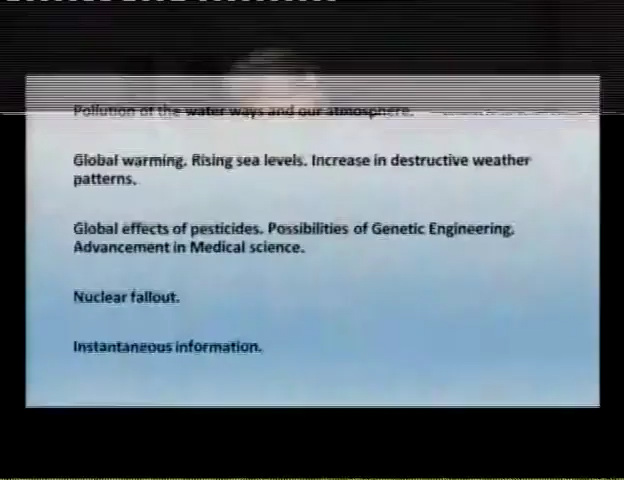 Pollution of the water ways and our atmosphere.
Global warming. Rising sea levels. Increase in destructive weather
patterns.
Global effects of pesticides. Possibilities of Genetic Engineering.
Advancement in Medical science.
Nuclear fallout.
Instantaneous information.